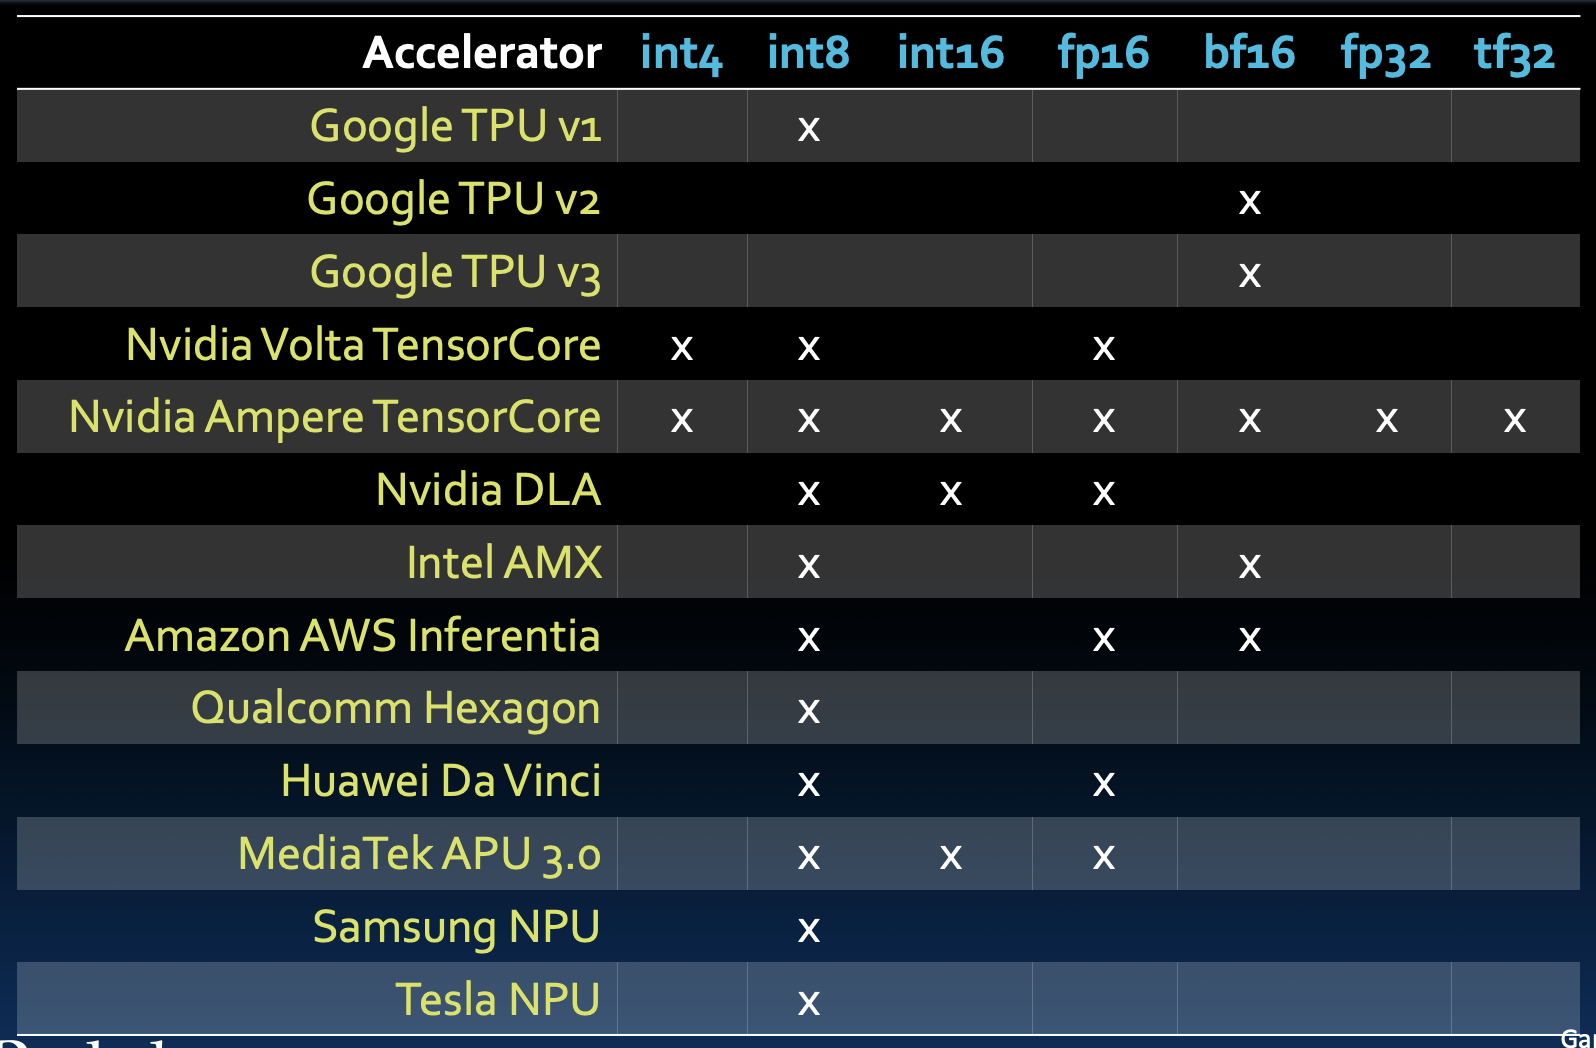 Accelerator int4 int8 int16 fp16 bf16 fp32 tf32
Google TPU v1 x
Google TPU v2 x
Google TPU v3 x
Nvidia Volta TensorCore x x x
Nvidia Ampere TensorCore x x x x x x x
Nvidia DLA x x x
Intel AMX x x
Amazon AWS Inferentia x x x
Qualcomm Hexagon x
Huawei Da Vinci x x
MediaTek APU 3.0 x x x
Samsung NPU x
Tesla NPU x